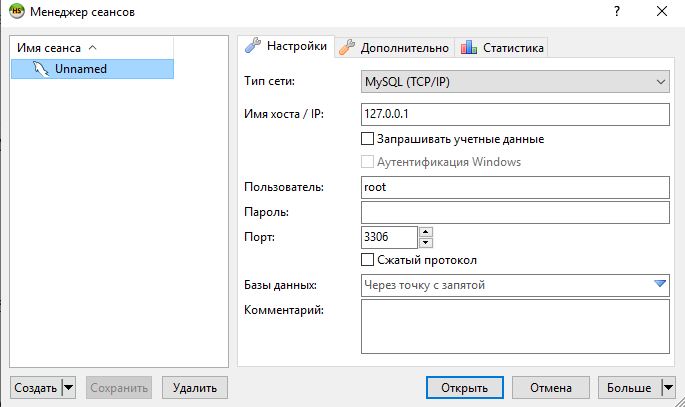 Менеджер сеансов
Имя сеанса
Unnamed
Настройки
Дополнительно
Статистика
Тип сети:
MySQL (TCP/IP)
Имя хоста / IP:
127.0.0.1
Запрашивать учетные данные
Аутентификация Windows
Пользователь:
root
Пароль:
Порт:
3306
Сжатый протокол
Базы данных:
Через точку с запятой
Комментарий:
Создать
Сохранить
Удалить
Открыть
Отмена
Больше